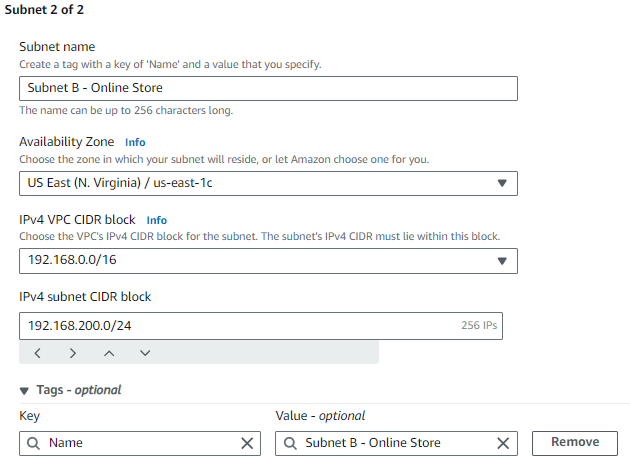 Subnet 2 of 2
Subnet name
Create a tag with a key of 'Name' and a value that you specify.
Subnet B - Online Store
The name can be up to 256 characters long.
Availability Zone Info
Choose the zone in which your subnet will reside, or let Amazon choose one for you.
US East (N. Virginia) / us-east-1c
IPv4 VPC CIDR block Info
Choose the VPC's IPv4 CIDR block for the subnet. The subnet's IPv4 CIDR must lie within this block.
192.168.0.0/16
IPv4 subnet CIDR block
192.168.200.0/24 256 IPs
Tags - optional
Key Value - optional
Name Subnet B - Online Store Remove